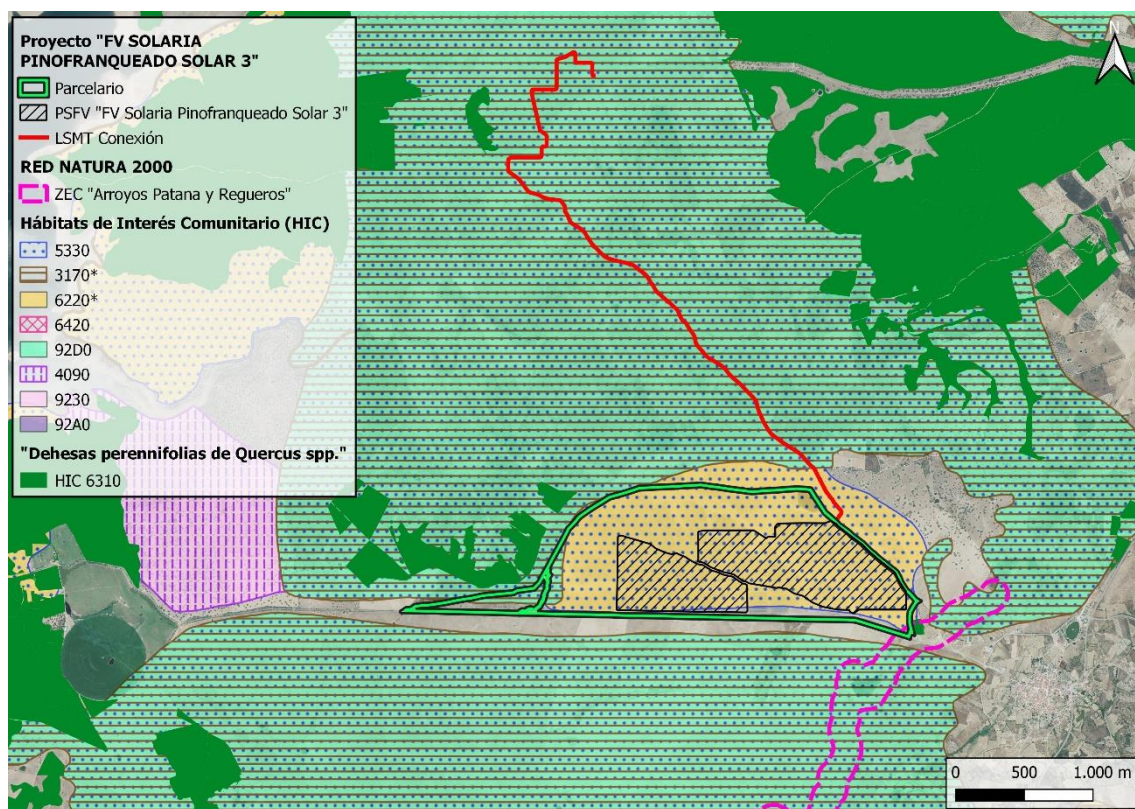 Proyecto "FV SOLARIA
PINOFRANQUEADO SOLAR 3"
Parcelario
PSFV "FV Solaria Pinofranqueado Solar 3"
LSMT Conexión
RED NATURA 2000
ZEC "Arroyos Patana y Regueros"
Hábitats de Interés Comunitario (HIC)
5330
3170*
6220*
6420
92D0
4090
9230
92A0
"Dehesas perennifolias de Quercus spp."
HIC 6310
N
0 500 1.000 m